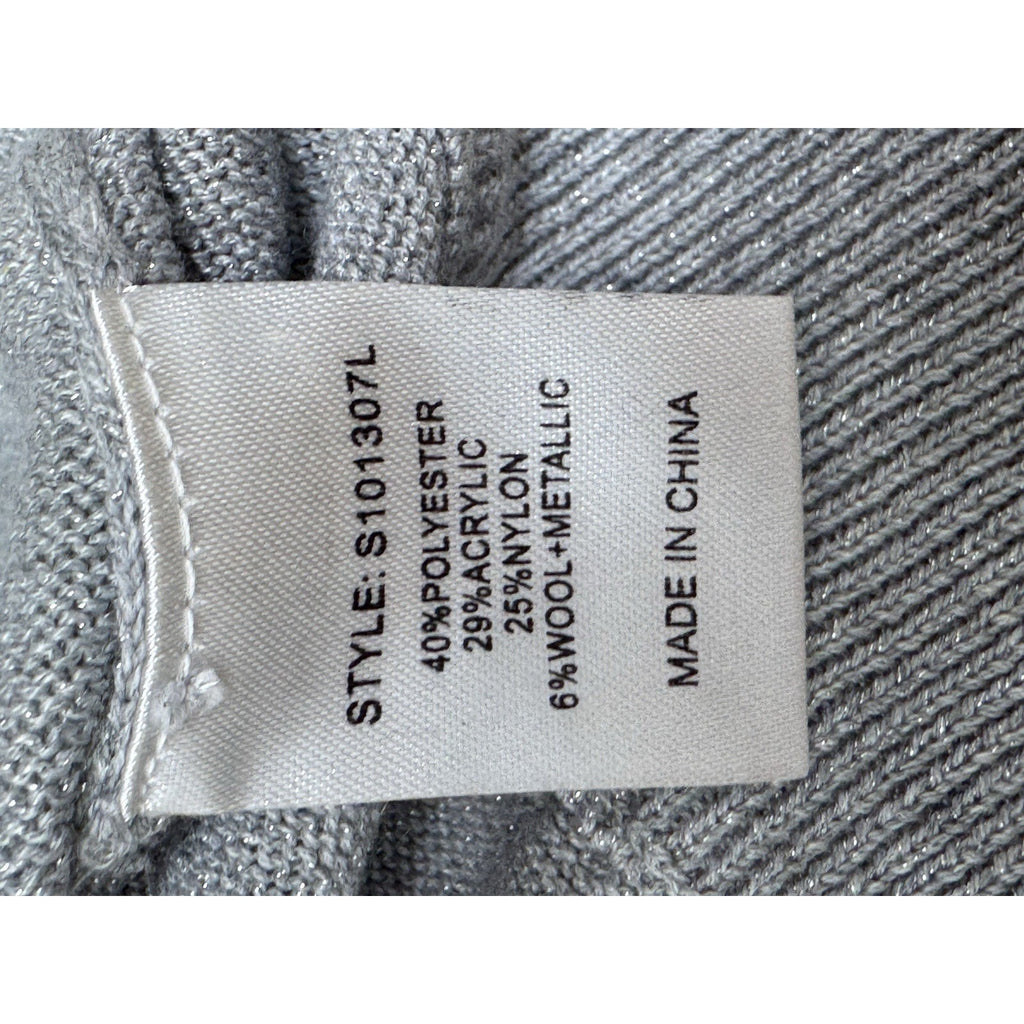 STYLE: S101307L
40%POLYESTER
29%ACRYLIC
25%NYLON
6%WOOL+METALLIC
MADE IN CHINA